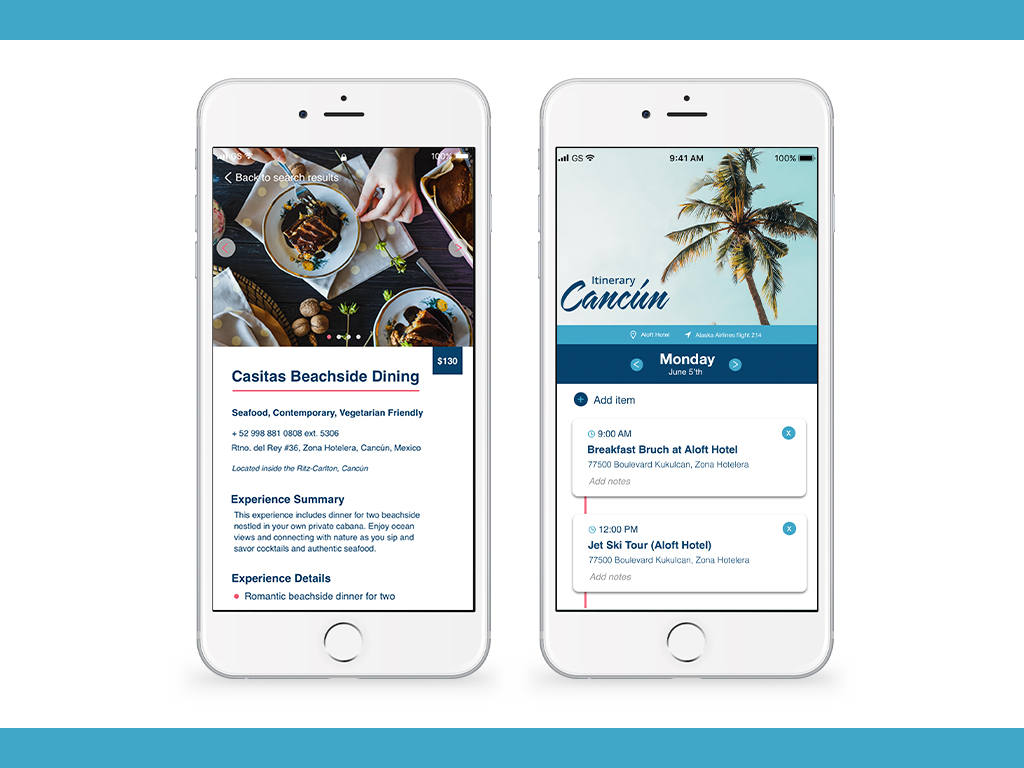 GS
100%
Back to search results
$130
Casitas Beachside Dining
Seafood, Contemporary, Vegetarian Friendly
+ 52 998 881 0808 ext. 5306
Rtno. del Rey #36, Zona Hotelera, Cancún, Mexico
Located inside the Ritz-Carlton, Cancún
Experience Summary
This experience includes dinner for two beachside
nestled in your own private cabana. Enjoy ocean
views and connecting with nature as you sip and
savor cocktails and authentic seafood.
Experience Details
Romantic beachside dinner for two
GS 9:41 AM 100%
Itinerary
Cancún
Aloft Hotel Alaska Airlines flight 214
Monday
June 5'th
Add item
9:00 AM X
Breakfast Bruch at Aloft Hotel
77500 Boulevard Kukulcan, Zona Hotelera
Add notes
12:00 PM X
Jet Ski Tour (Aloft Hotel)
77500 Boulevard Kukulcan, Zona Hotelera
Add notes